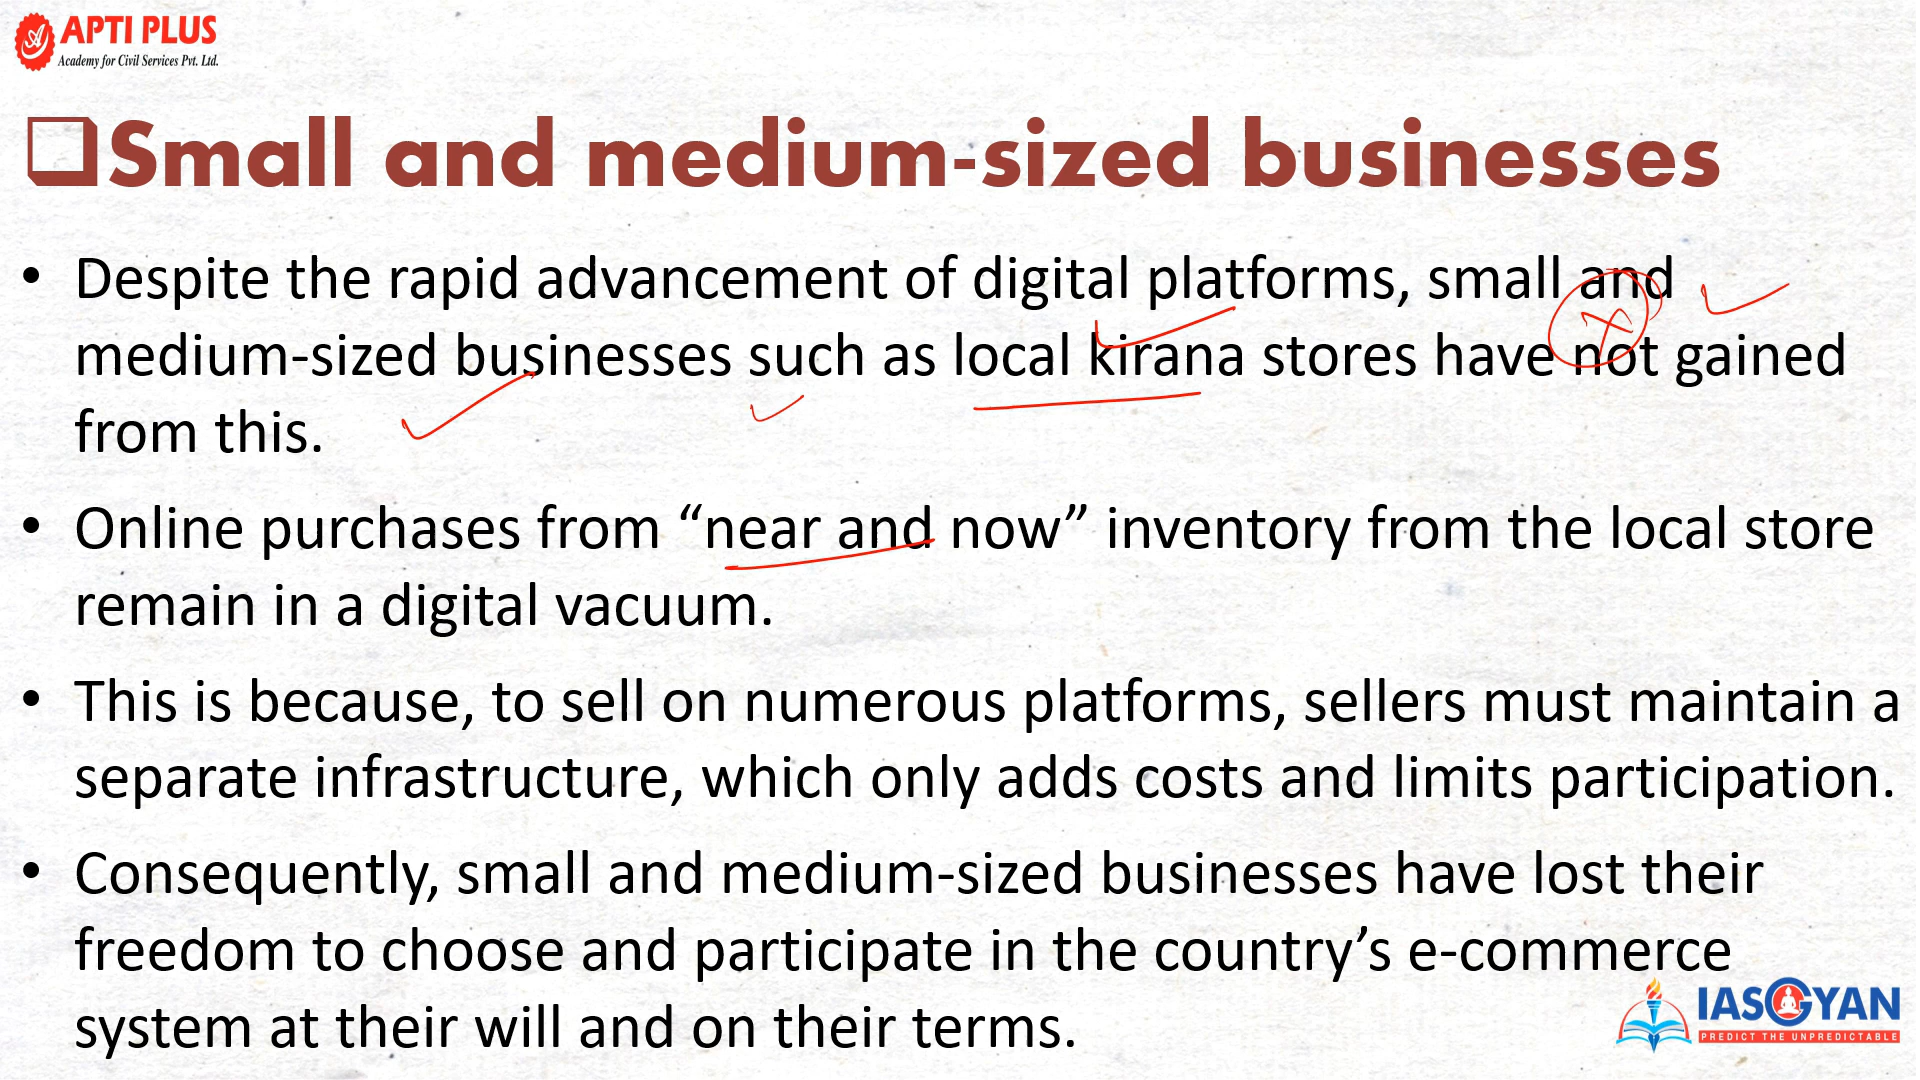 APTI PLUS
Academy for Civil Services Pvt. Ltd.
Small and medium-sized businesses
• Despite the rapid advancement of digital platforms, small and
medium-sized businesses such as local kirana stores have not gained
from this.
• Online purchases from “near and now” inventory from the local store
remain in a digital vacuum.
• This is because, to sell on numerous platforms, sellers must maintain a
separate infrastructure, which only adds costs and limits participation.
• Consequently, small and medium-sized businesses have lost their
freedom to choose and participate in the country’s e-commerce
system at their will and on their terms.
IASGYAN
PREDICT THE UNPREDICTABLE